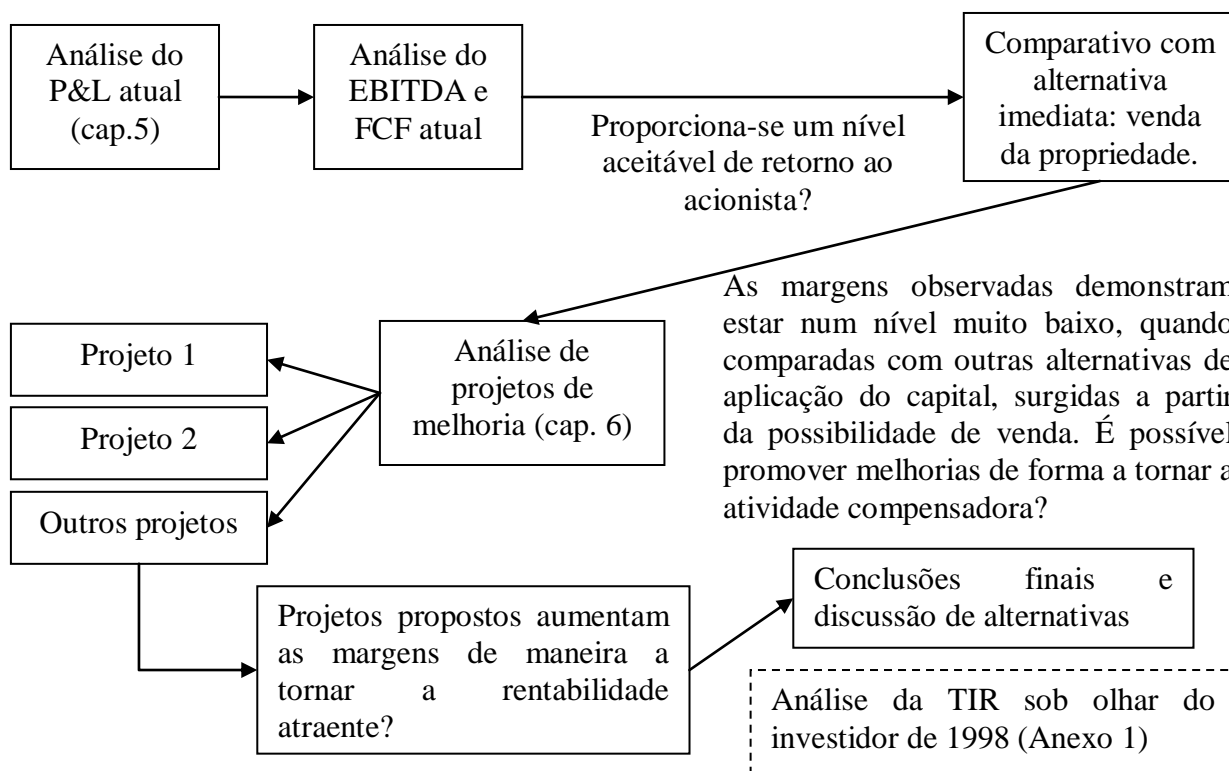 Análise do
P&L atual
(cap.5)
Análise do
EBITDA e
FCF atual
Proporciona-se um nível
aceitável de retorno ao
acionista?
Comparativo com
alternativa
imediata: venda
da propriedade.
As margens observadas demonstram
estar num nível muito baixo, quando
comparadas com outras alternativas de
aplicação do capital, surgidas a partir
da possibilidade de venda. É possível
promover melhorias de forma a tornar a
atividade compensadora?
Análise de
projetos de
melhoria (cap. 6)
Projeto 1
Projeto 2
Outros projetos
Projetos propostos aumentam
as margens de maneira a
tornar a rentabilidade
atraente?
Conclusões finais e
discussão de alternativas
Análise da TIR sob olhar do
investidor de 1998 (Anexo 1)